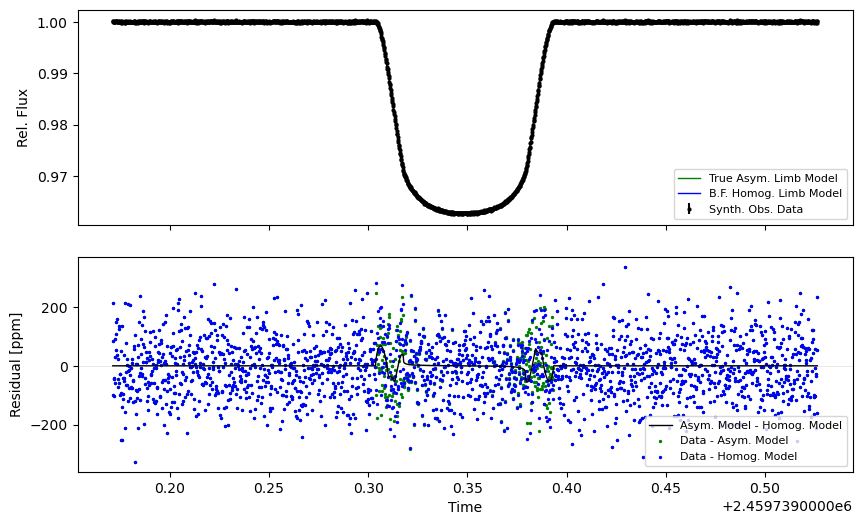 1.00
0.99
0.98
0.97
Rel. Flux
True Asym. Limb Model
B.F. Homog. Limb Model
Synth. Obs. Data
200
0
−200
Residual [ppm]
Asym. Model - Homog. Model
Data - Asym. Model
Data - Homog. Model
0.20 0.25 0.30 0.35 0.40 0.45 0.50
Time
+2.4597390000e6